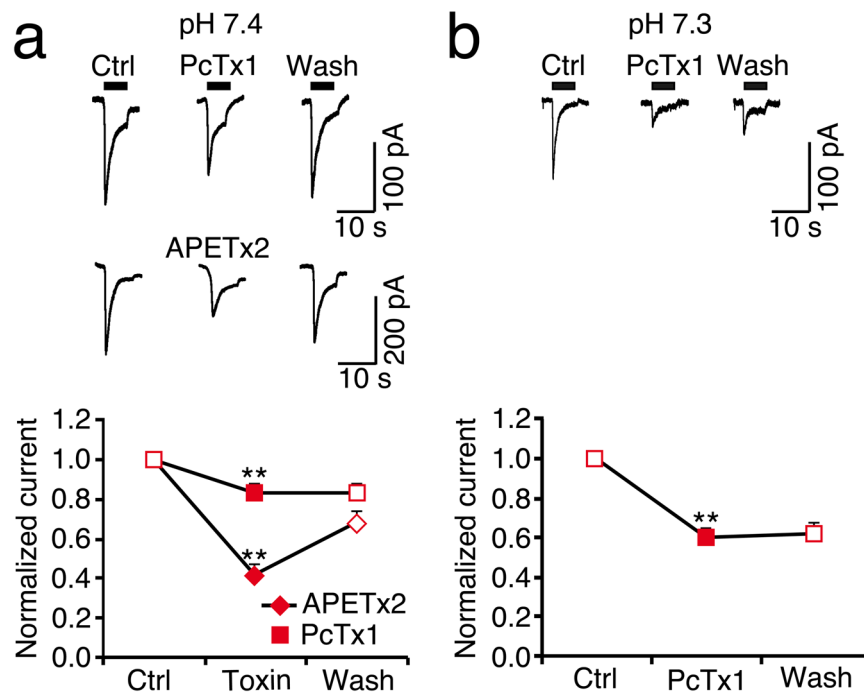 a
pH 7.4
Ctrl PcTx1 Wash
100 pA
10 s
APETx2
200 pA
10 s
Normalized current
1.2
1.0
0.8
0.6
0.4
0.2
0.0
**
**
APETx2
PcTx1
Ctrl Toxin Wash
b
pH 7.3
Ctrl PcTx1 Wash
100 pA
10 s
Normalized current
1.2
1.0
0.8
0.6
0.4
0.2
0.0
**
Ctrl PcTx1 Wash